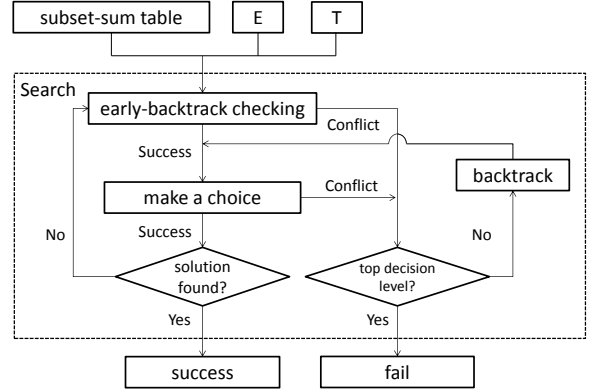 subset-sum table
E
T
Search
early-backtrack checking
Conflict
Success
backtrack
make a choice
Conflict
Success
No
No
solution
found?
top decision
level?
Yes
Yes
success
fail